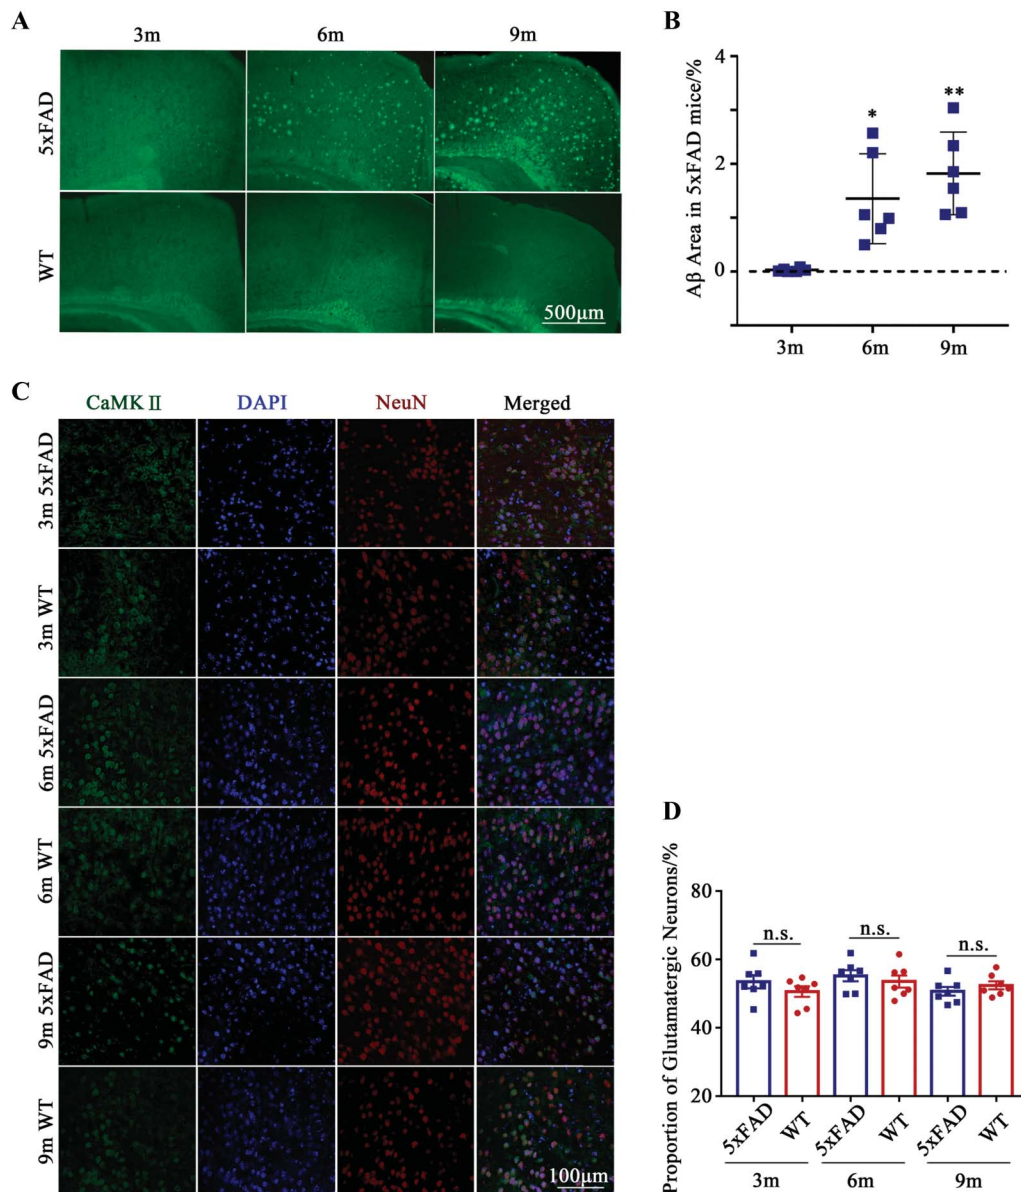 A
3m 6m 9m
5xFAD
WT
500μm
B
Aβ Area in 5xFAD mice/%
4
2
0
*
**
3m 6m 9m
C
CaMK Ⅱ DAPI NeuN Merged
3m 5xFAD
3m WT
6m 5xFAD
6m WT
9m 5xFAD
9m WT
100μm
D
Proportion of Glutamatergic Neurons/%
80
60
40
20
n.s. n.s. n.s.
5xFAD WT 5xFAD WT 5xFAD WT
3m 6m 9m